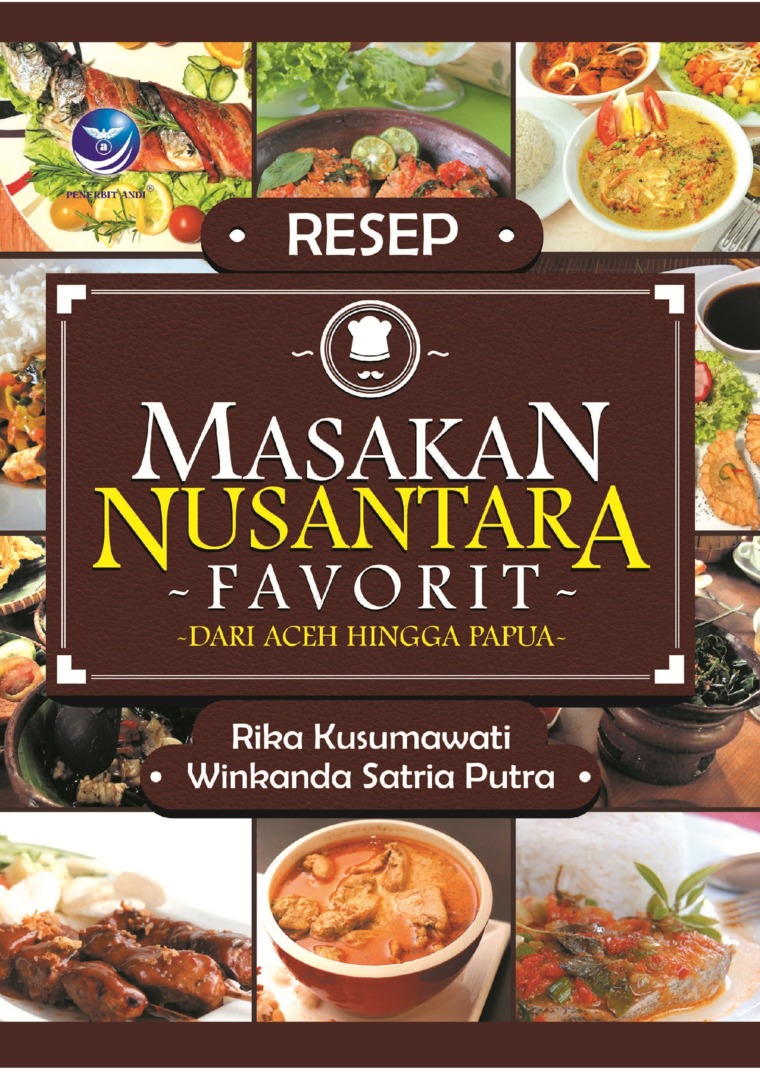 a
PENERBIT ANDI®
RESEP
MASAKAN
NUSANTARA
~FAVORIT~
~DARI ACEH HINGGA PAPUA~
Rika Kusumawati
Winkanda Satria Putra